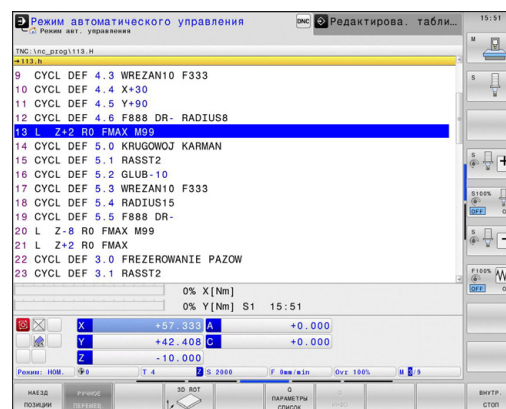 Режим автоматического управления
DNC
Редактирова. табли...
15:51
Режим авт. управления
TNC:\nc_prog\113.H
→113.h
9 CYCL DEF 4.3 WREZAN10 F333
10 CYCL DEF 4.4 X+30
11 CYCL DEF 4.5 Y+90
12 CYCL DEF 4.6 F888 DR- RADIUS8
13 L Z+2 R0 FMAX M99
14 CYCL DEF 5.0 KRUGOWOJ KARMAN
15 CYCL DEF 5.1 RASST2
16 CYCL DEF 5.2 GLUB-10
17 CYCL DEF 5.3 WREZAN10 F333
18 CYCL DEF 5.4 RADIUS15
19 CYCL DEF 5.5 F888 DR-
20 L Z-8 R0 FMAX M99
21 L Z+2 R0 FMAX
22 CYCL DEF 3.0 FREZEROWANIE PAZOW
23 CYCL DEF 3.1 RASST2
0% X[Nm]
0% Y[Nm] S1 15:51
X +57.333 A +0.000
Y +42.408 C +0.000
Z -10.000
Режим: НОМ. 0 T 4 Z S 2000 F 0mm/min Ovr 100% M 8/9
M
S
S
S100%
OFF
S
F100%
OFF
НАЕЗД ПОЗИЦИИ
РУЧНОЕ ПЕРЕМЕЩ
3D ROT
Q ПАРАМЕТРЫ СПИСОК
ВНУТР. СТОП